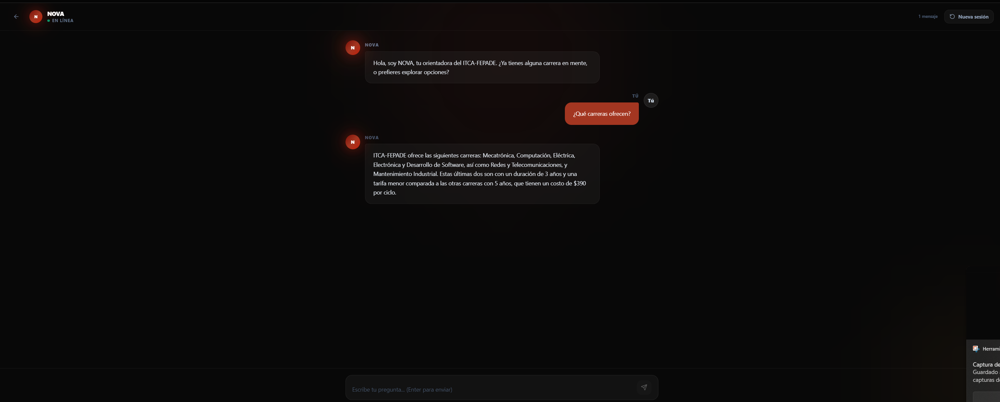 N
NOVA
EN LÍNEA
1 mensaje
Nueva sesión
N
NOVA
Hola, soy NOVA, tu orientadora del ITCA-FEPADE. ¿Ya tienes alguna carrera en mente,
o prefieres explorar opciones?
TÚ
Tú
¿Qué carreras ofrecen?
N
NOVA
ITCA-FEPADE ofrece las siguientes carreras: Mecatrónica, Computación, Eléctrica,
Electrónica y Desarrollo de Software, así como Redes y Telecomunicaciones, y
Mantenimiento Industrial. Estas últimas dos son con un duración de 3 años y una
tarifa menor comparada a las otras carreras con 5 años, que tienen un costo de $390
por ciclo.
Escribe tu pregunta... (Enter para enviar)
Herrami
Captura de
Guardado
capturas d